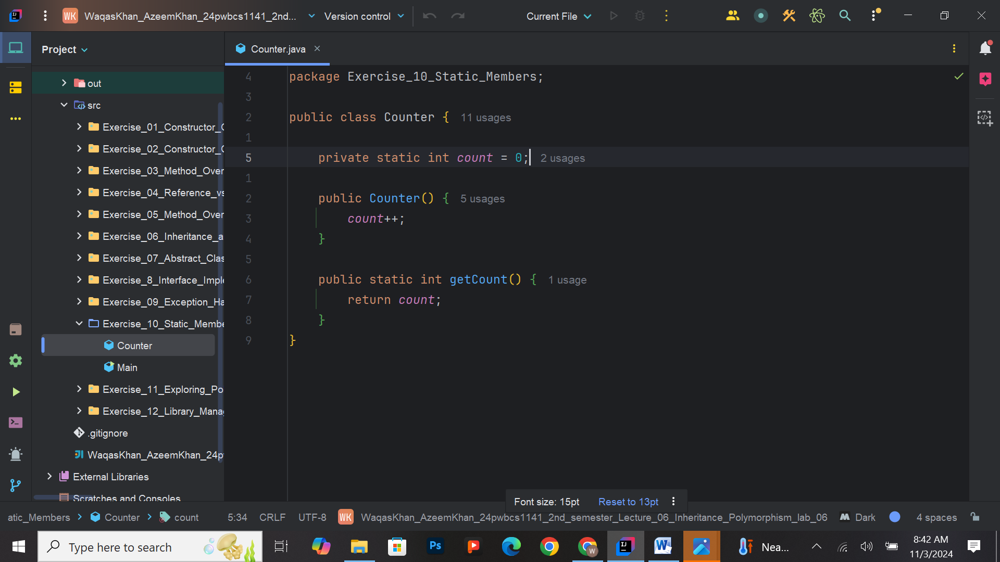 WK WaqasKhan_AzeemKhan_24pwbcs1141_2nd... Version control Current File
Project
Counter.java
out
src
Exercise_01_Constructor_
Exercise_02_Constructor_
Exercise_03_Method_Over
Exercise_04_Reference_vs
Exercise_05_Method_Over
Exercise_06_Inheritance_a
Exercise_07_Abstract_Clas
Exercise_8_Interface_Imple
Exercise_09_Exception_Ha
Exercise_10_Static_Membe
Counter
Main
Exercise_11_Exploring_Po
Exercise_12_Library_Mana
.gitignore
WaqasKhan_AzeemKhan_24p
External Libraries
Scratches and Consoles
4 package Exercise_10_Static_Members;
3
2 public class Counter { 11 usages
1
5 private static int count = 0; 2 usages
1
2 public Counter() { 5 usages
3 count++;
4 }
5
6 public static int getCount() { 1 usage
7 return count;
8 }
9 }
Font size: 15pt Reset to 13pt
atic_Members Counter count 5:34 CRLF UTF-8 WK WaqasKhan_AzeemKhan_24pwbcs1141_2nd_semester_Lecture_06_Inheritance_Polymorphism_lab_06 Dark 4 spaces
Type here to search
Ps
W
IJ
W
Nea...
8:42 AM
11/3/2024